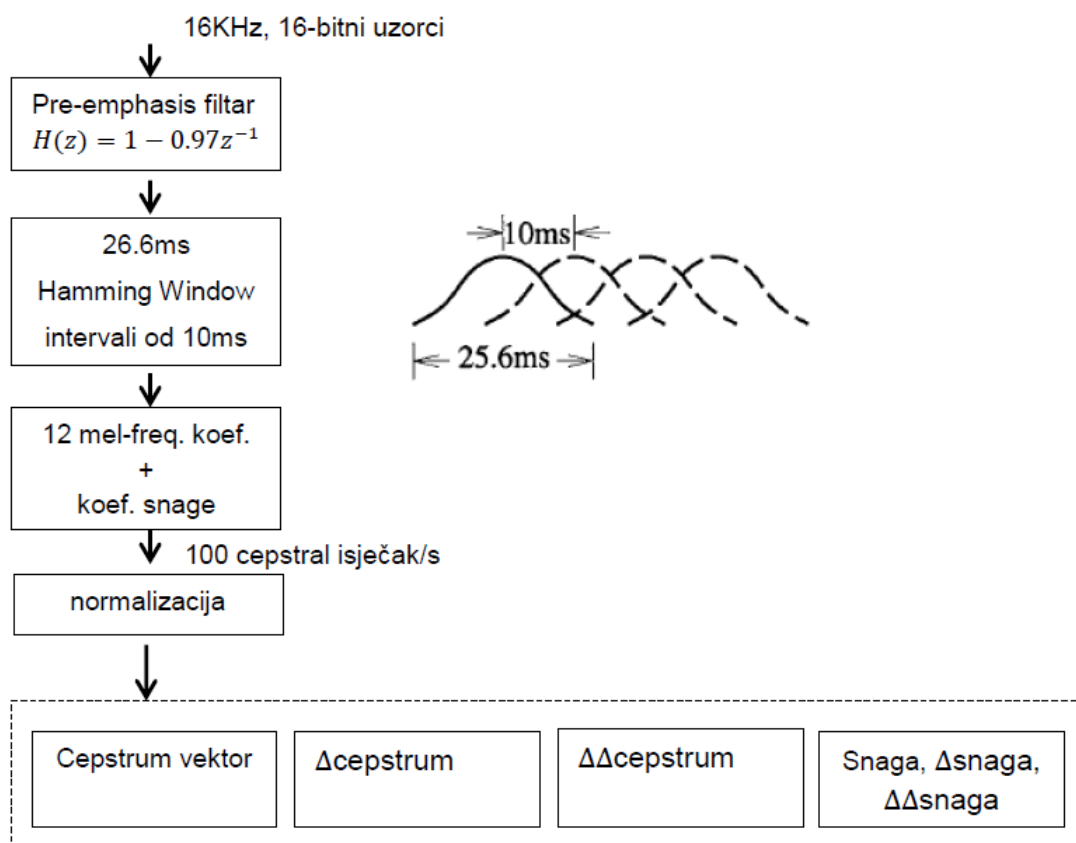 16KHz, 16-bitni uzorci
Pre-emphasis filtar
H(z) = 1 − 0.97z⁻¹
26.6ms
Hamming Window
intervali od 10ms
10ms
25.6ms
12 mel-freq. koef.
+
koef. snage
100 cepstral isječak/s
normalizacija
Cepstrum vektor
Δcepstrum
ΔΔcepstrum
Snaga, Δsnaga,
ΔΔsnaga